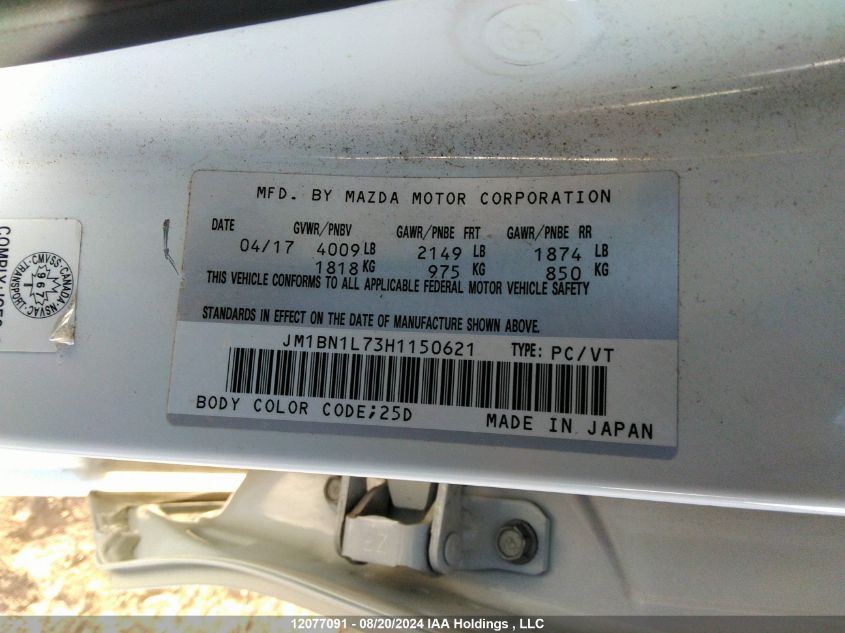 MFD. BY MAZDA MOTOR CORPORATION
DATE GVWR/PNBV GAWR/PNBE FRT GAWR/PNBE RR
04/17 4009 LB 2149 LB 1874 LB
1818 KG 975 KG 850 KG
THIS VEHICLE CONFORMS TO ALL APPLICABLE FEDERAL MOTOR VEHICLE SAFETY
STANDARDS IN EFFECT ON THE DATE OF MANUFACTURE SHOWN ABOVE.
JM1BN1L73H1150621 TYPE: PC/VT
BODY COLOR CODE;25D MADE IN JAPAN
12077091 - 08/20/2024 IAA Holdings , LLC